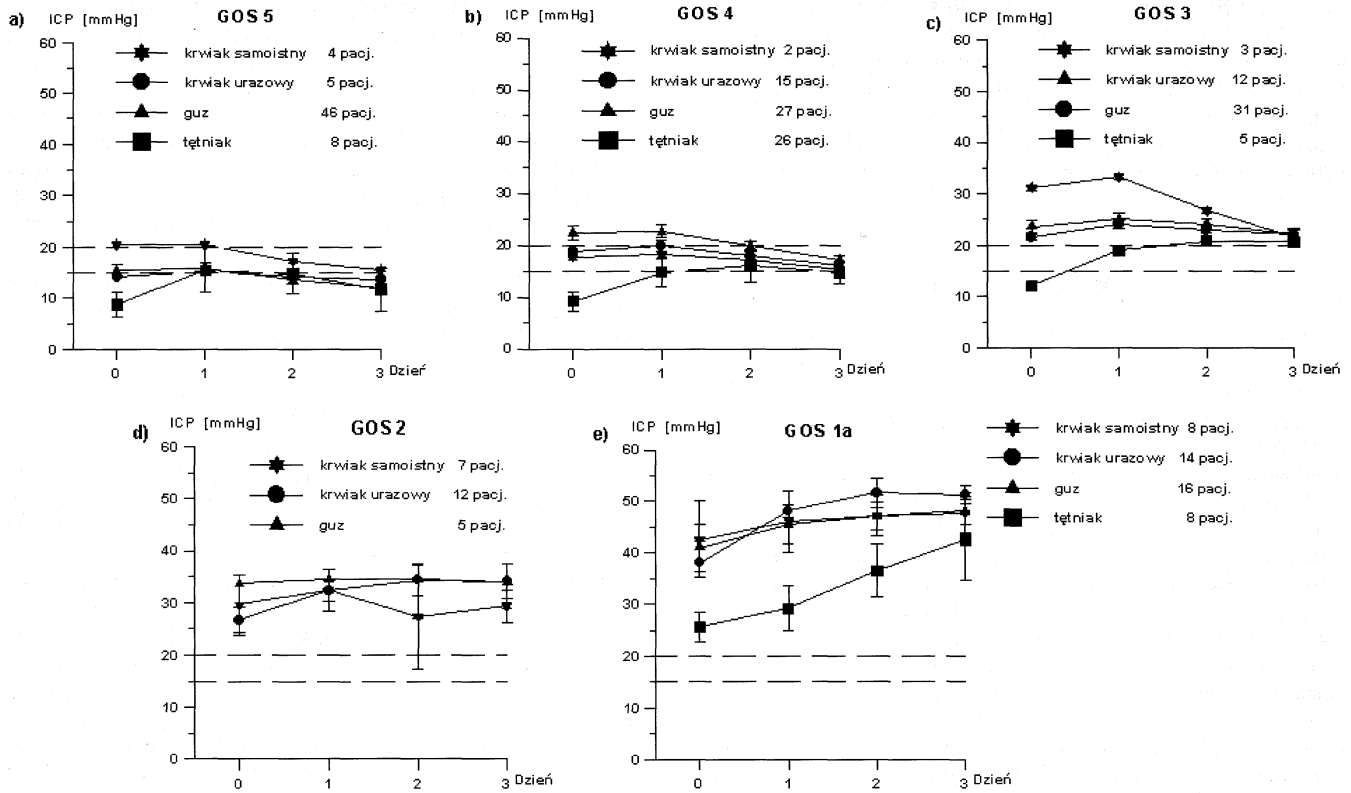 a) ICP [mmHg] GOS 5
60
50
40
30
20
10
0
krwiak samoistny 4 pacj.
krwiak urazowy 5 pacj.
guz 46 pacj.
tętniak 8 pacj.
0 1 2 3 Dzień
b) ICP [mmHg] GOS 4
60
50
40
30
20
10
0
krwiak samoistny 2 pacj.
krwiak urazowy 15 pacj.
guz 27 pacj.
tętniak 26 pacj.
0 1 2 3 Dzień
c) ICP [mmHg] GOS 3
60
50
40
30
20
10
0
krwiak samoistny 3 pacj.
krwiak urazowy 12 pacj.
guz 31 pacj.
tętniak 5 pacj.
0 1 2 3 Dzień
d) ICP [mmHg] GOS 2
60
50
40
30
20
10
0
krwiak samoistny 7 pacj.
krwiak urazowy 12 pacj.
guz 5 pacj.
0 1 2 3 Dzień
e) ICP [mmHg] GOS 1a
60
50
40
30
20
10
0
krwiak samoistny 8 pacj.
krwiak urazowy 14 pacj.
guz 16 pacj.
tętniak 8 pacj.
0 1 2 3 Dzień